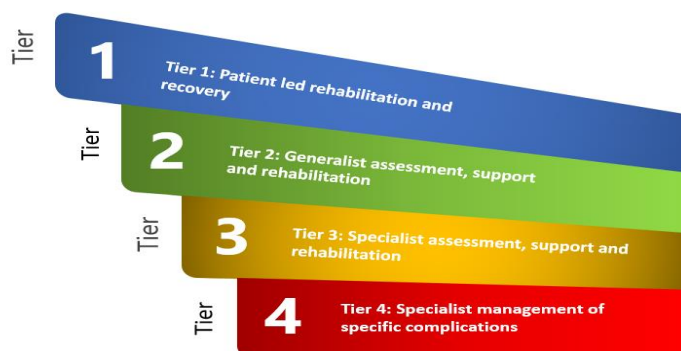 Tier
1
Tier 1: Patient led rehabilitation and
recovery
Tier
2
Tier 2: Generalist assessment, support
and rehabilitation
Tier
3
Tier 3: Specialist assessment, support and
rehabilitation
Tier
4
Tier 4: Specialist management of
specific complications